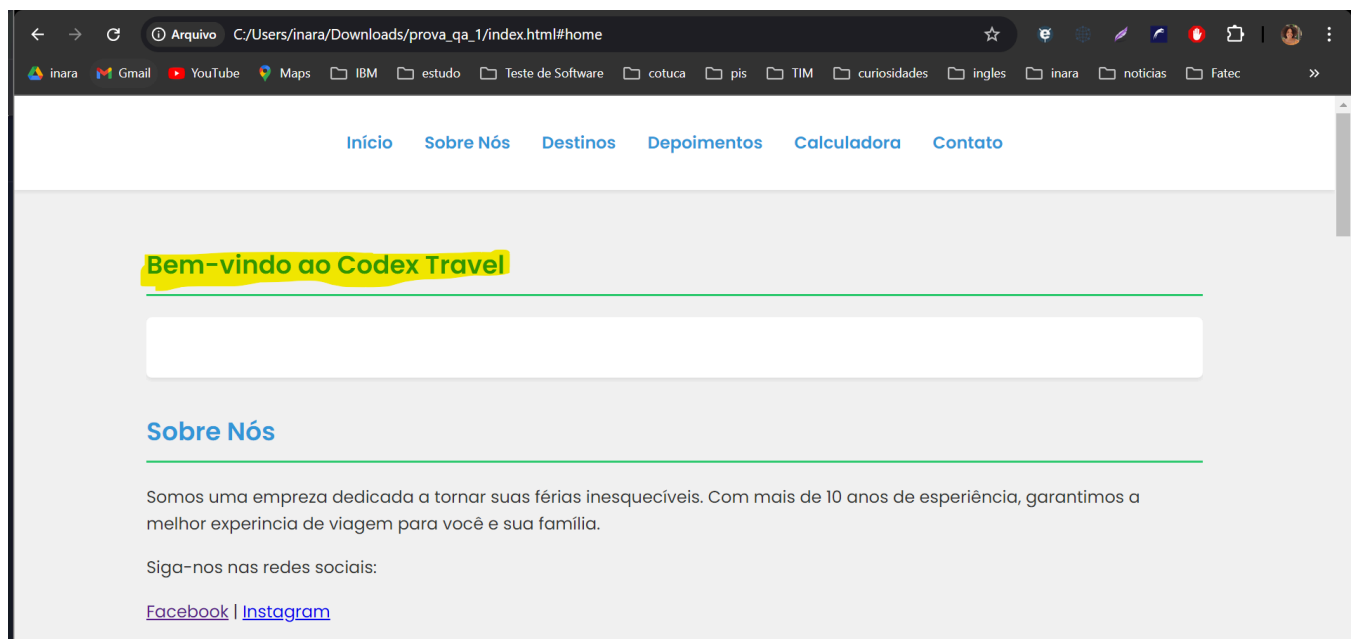 Arquivo C:/Users/inara/Downloads/prova_qa_1/index.html#home
inara Gmail YouTube Maps IBM estudo Teste de Software cotuca pis TIM curiosidades ingles inara noticias Fatec »
Início Sobre Nós Destinos Depoimentos Calculadora Contato
Bem-vindo ao Codex Travel
Sobre Nós
Somos uma empreza dedicada a tornar suas férias inesquecíveis. Com mais de 10 anos de esperiência, garantimos a
melhor experincia de viagem para você e sua família.
Siga-nos nas redes sociais:
Facebook | Instagram